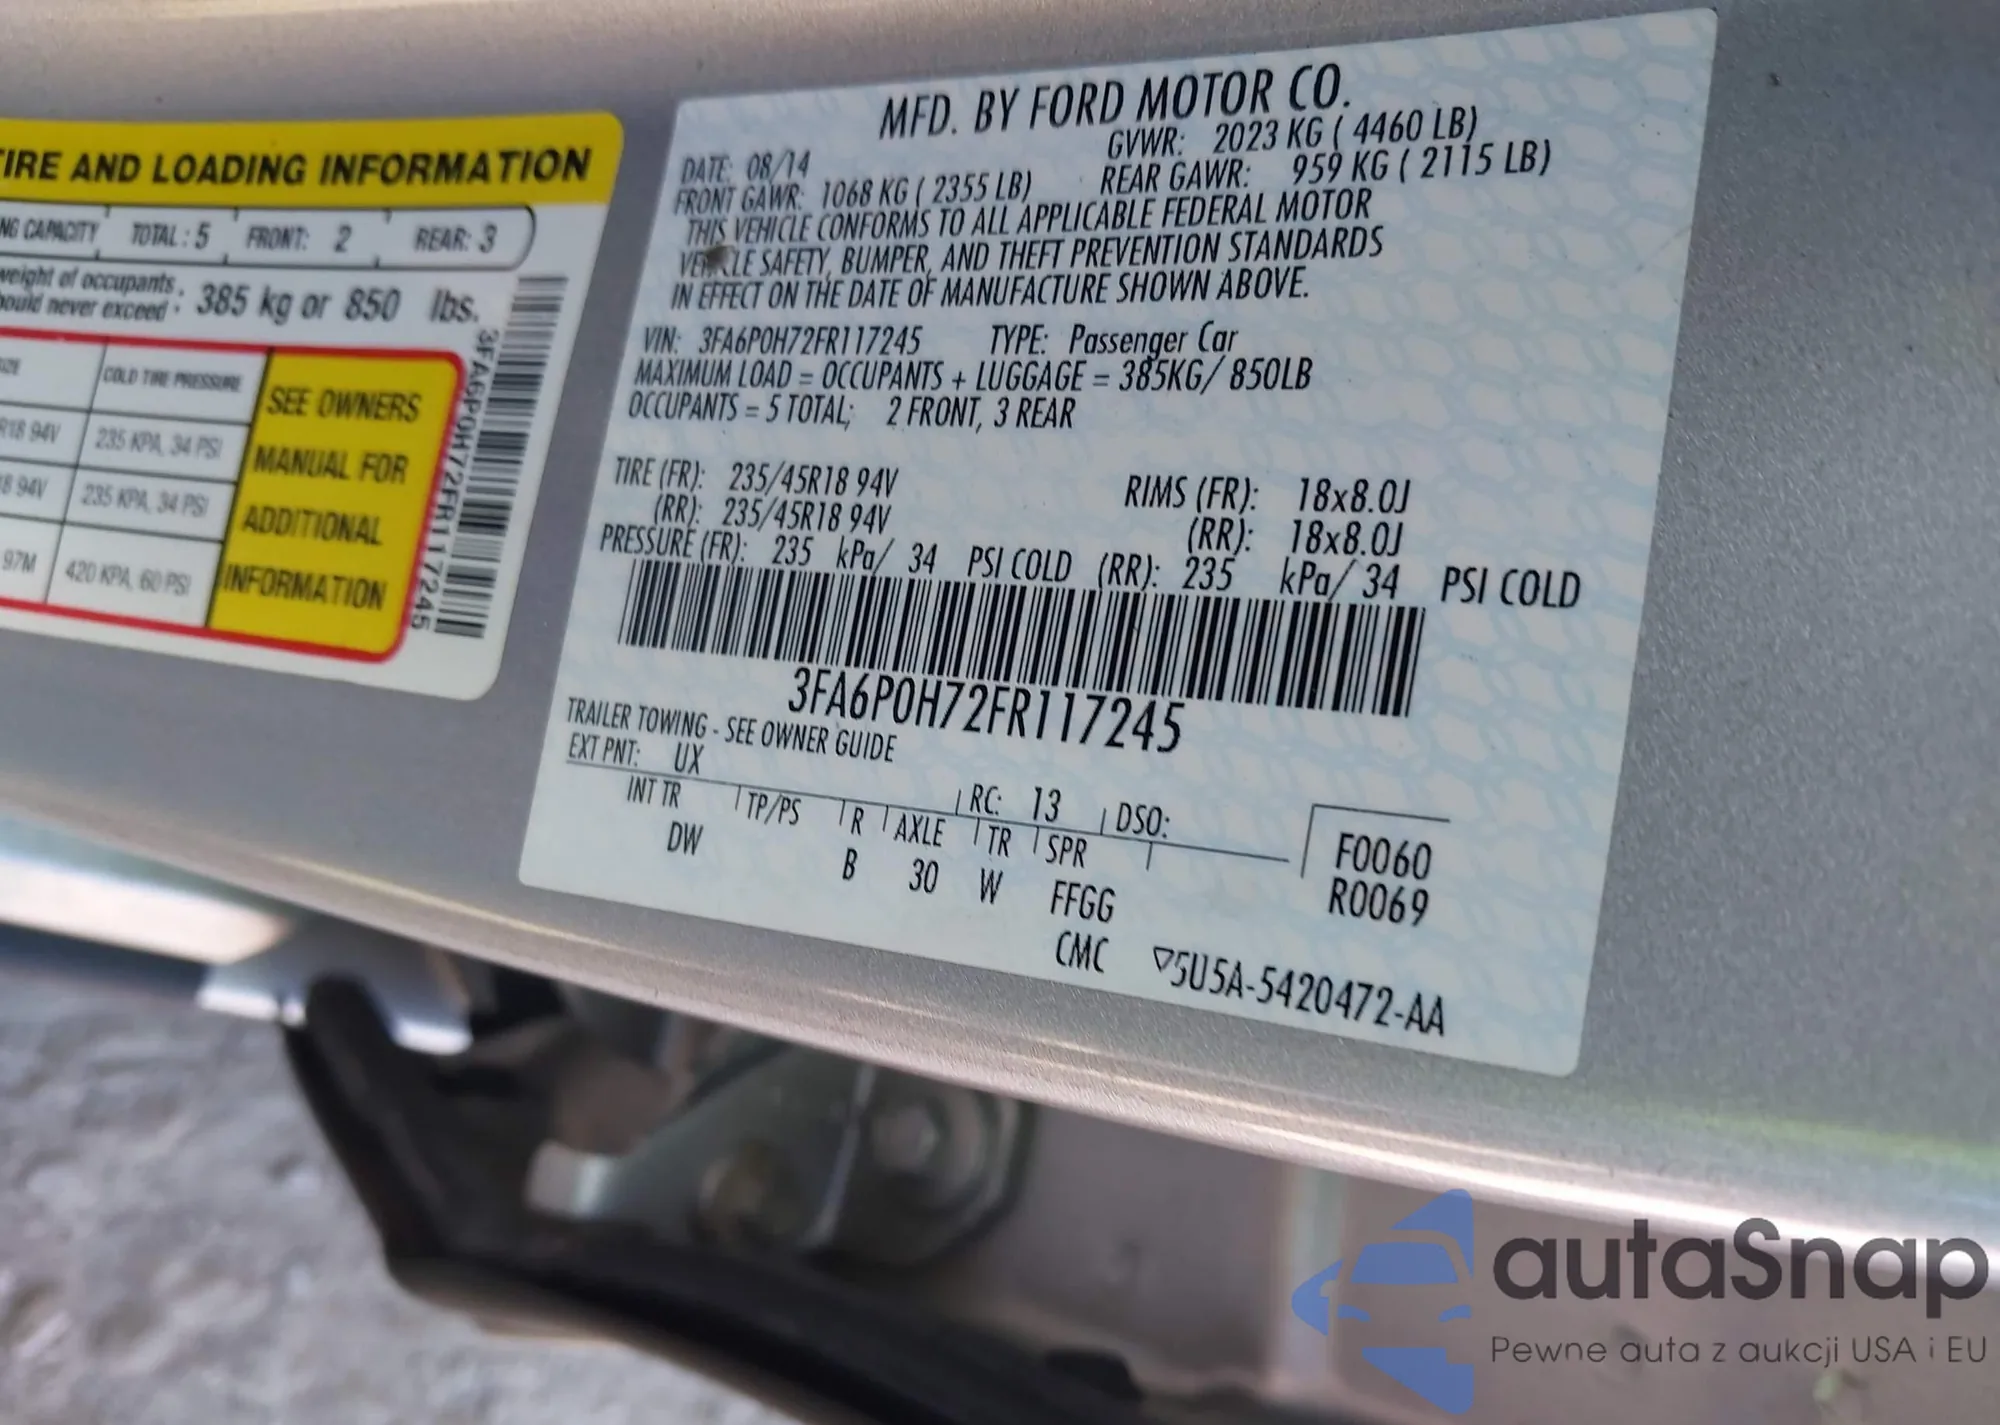 TIRE AND LOADING INFORMATION
NG CAPACITY TOTAL: 5 FRONT: 2 REAR: 3
weight of occupants
ould never exceed : 385 kg or 850 lbs.
COLD TIRE PRESSURE
R18 94V 235 KPA, 34 PSI
18 94V 235 KPA, 34 PSI
97M 420 KPA, 60 PSI
SEE OWNERS
MANUAL FOR
ADDITIONAL
INFORMATION
3FA6P0H72FR117245
MFD. BY FORD MOTOR CO.
DATE: 08/14 GVWR: 2023 KG ( 4460 LB)
FRONT GAWR: 1068 KG ( 2355 LB) REAR GAWR: 959 KG ( 2115 LB)
THIS VEHICLE CONFORMS TO ALL APPLICABLE FEDERAL MOTOR
VEHICLE SAFETY, BUMPER, AND THEFT PREVENTION STANDARDS
IN EFFECT ON THE DATE OF MANUFACTURE SHOWN ABOVE.
VIN: 3FA6P0H72FR117245 TYPE: Passenger Car
MAXIMUM LOAD = OCCUPANTS + LUGGAGE = 385KG/ 850LB
OCCUPANTS = 5 TOTAL; 2 FRONT, 3 REAR
TIRE (FR): 235/45R18 94V RIMS (FR): 18x8.0J
(RR): 235/45R18 94V (RR): 18x8.0J
PRESSURE (FR): 235 kPa/ 34 PSI COLD (RR): 235 kPa/ 34 PSI COLD
3FA6P0H72FR117245
TRAILER TOWING - SEE OWNER GUIDE
EXT PNT: UX RC: 13 DSO:
INT TR TP/PS R AXLE TR SPR
DW B 30 W FFGG
F0060
R0069
CMC ▽5U5A-5420472-AA
autaSnap
Pewne auta z aukcji USA i EU